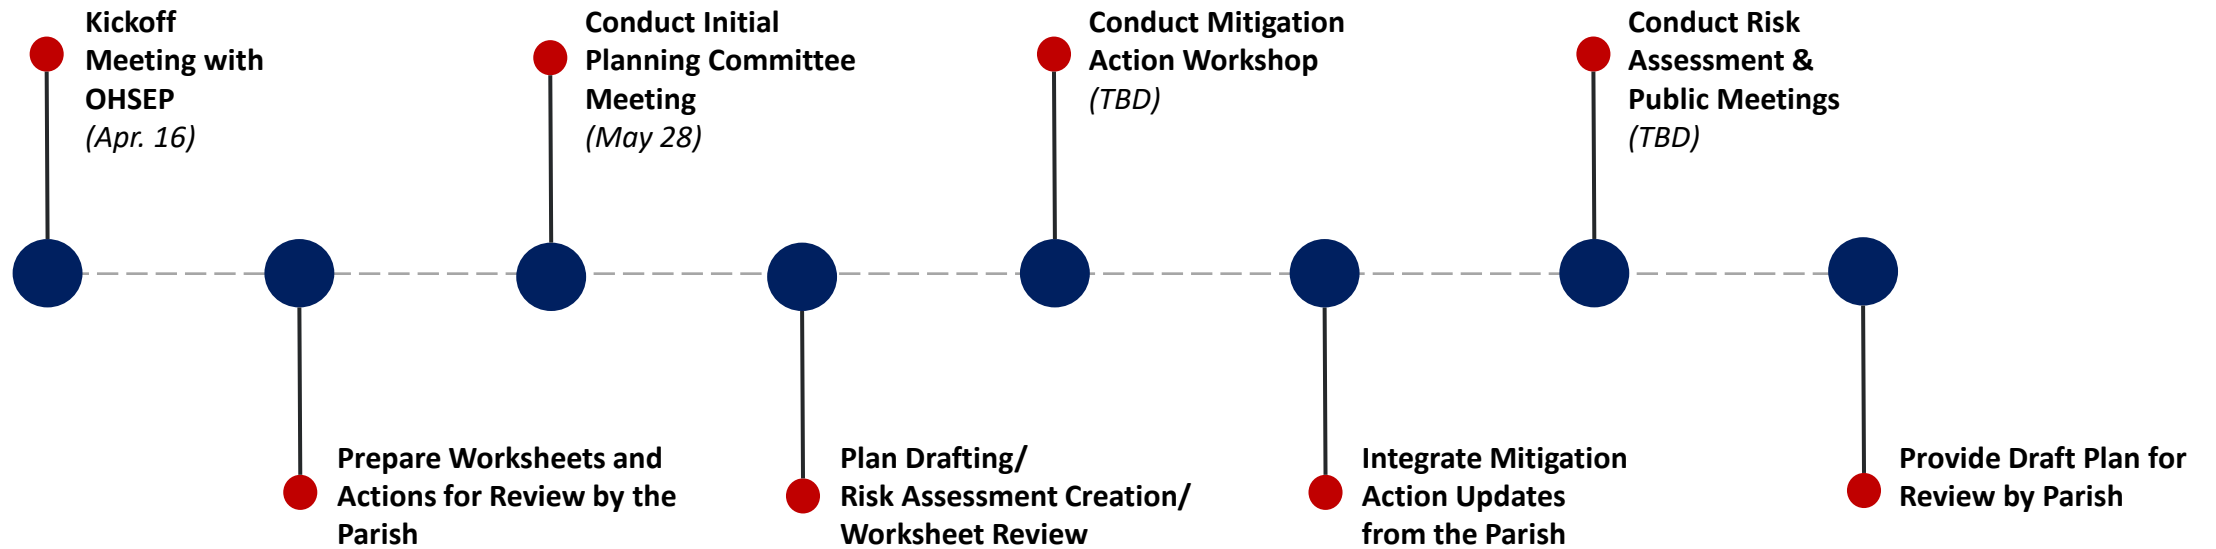 Kickoff
Meeting with
OHSEP
(Apr. 16)
Prepare Worksheets and
Actions for Review by the
Parish
Conduct Initial
Planning Committee
Meeting
(May 28)
Plan Drafting/
Risk Assessment Creation/
Worksheet Review
Conduct Mitigation
Action Workshop
(TBD)
Integrate Mitigation
Action Updates
from the Parish
Conduct Risk
Assessment &
Public Meetings
(TBD)
Provide Draft Plan for
Review by Parish